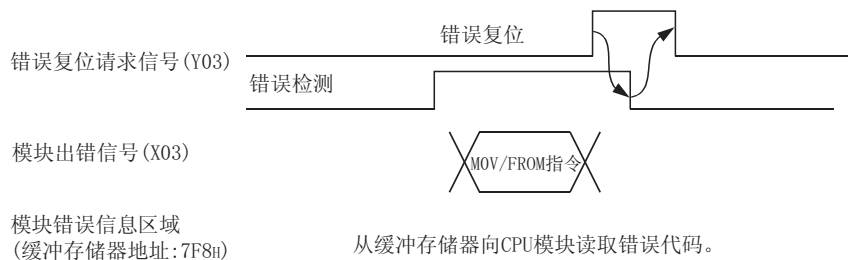 错误复位
错误复位请求信号(Y03)
错误检测
模块出错信号(X03)
MOV/FROM指令
模块错误信息区域
(缓冲存储器地址:7F8H)
从缓冲存储器向CPU模块读取错误代码。